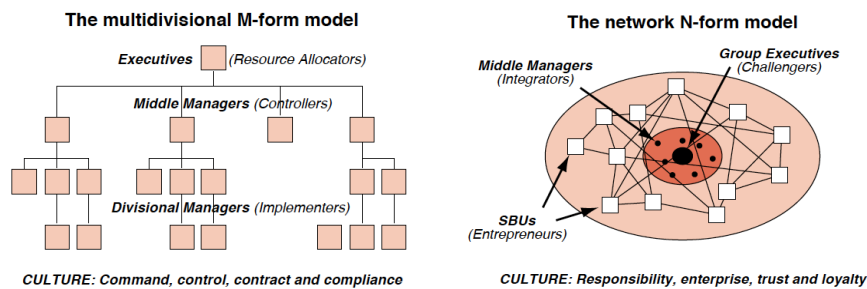 The multidivisional M-form model
Executives (Resource Allocators)
Middle Managers (Controllers)
Divisional Managers (Implementers)
CULTURE: Command, control, contract and compliance
The network N-form model
Group Executives
(Challengers)
Middle Managers
(Integrators)
SBUs
(Entrepreneurs)
CULTURE: Responsibility, enterprise, trust and loyalty